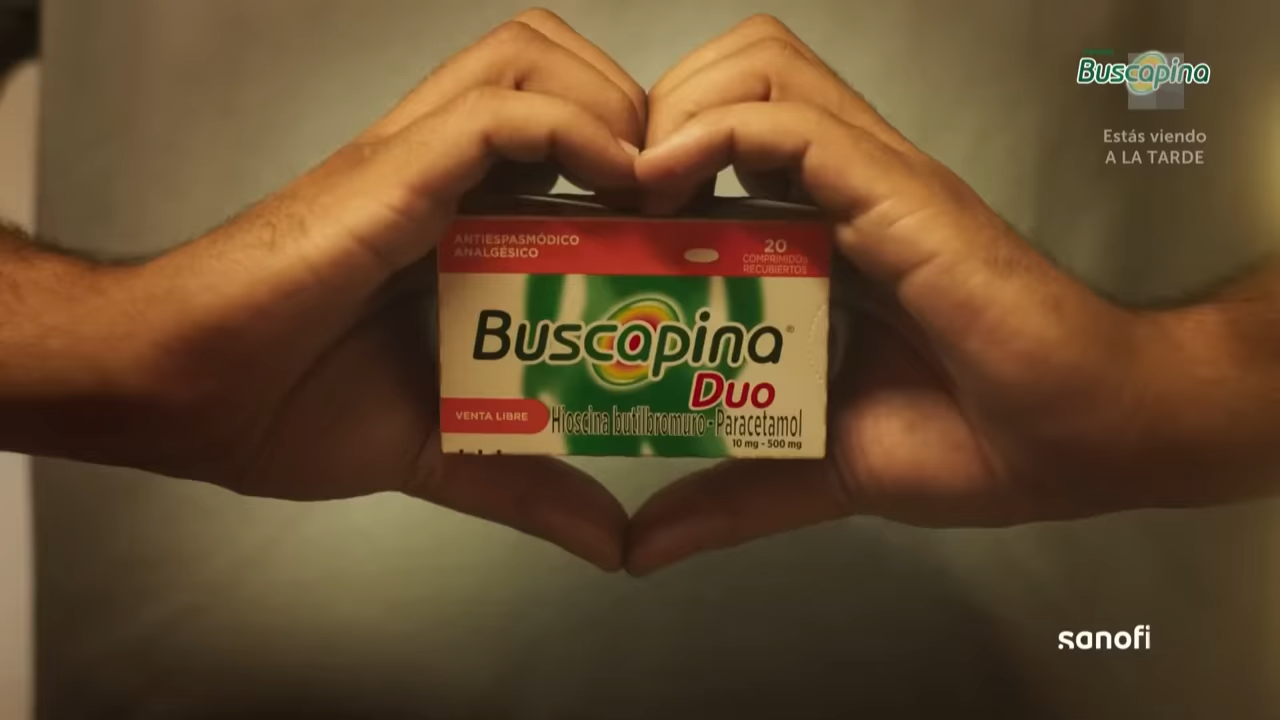 Buscapina
Estás viendo
A LA TARDE
ANTIESPASMÓDICO
ANALGÉSICO
20
COMPRIMIDOS
RECUBIERTOS
Buscapina®
Duo
VENTA LIBRE
Hioscina butilbromuro - Paracetamol
10 mg - 500 mg
sanofi